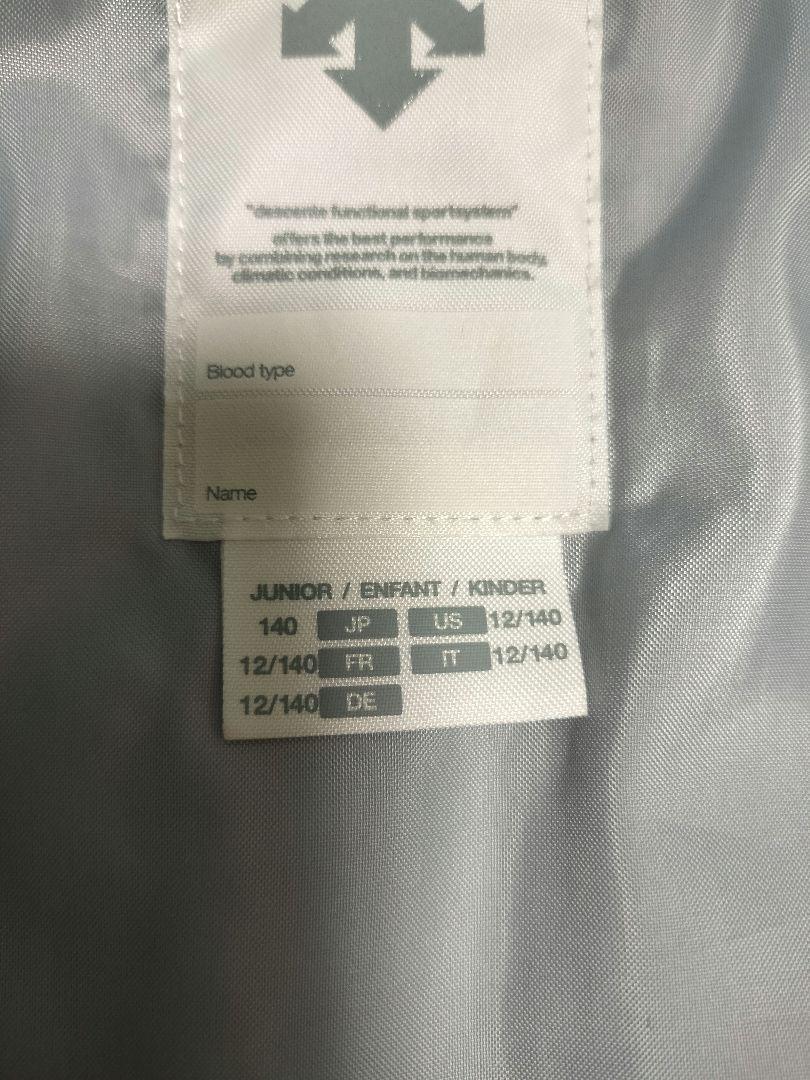 "descente functional sportsystem"
offers the best performance
by combining research on the human body,
climatic conditions, and biomechanics.
Blood type
Name
JUNIOR / ENFANT / KINDER
140 JP US 12/140
12/140 FR IT 12/140
12/140 DE